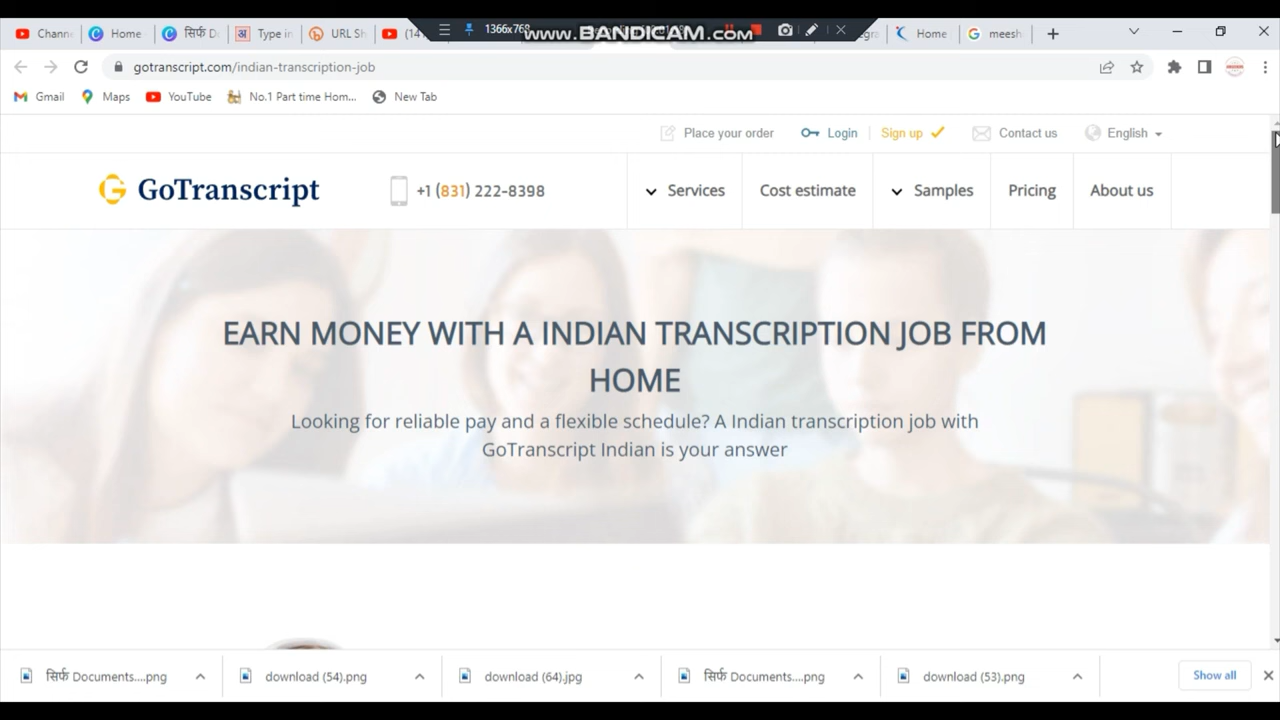 Chann
Home
सिर्फ D
Type in
URL Sh
(14
1366x768
www.BANDICAM.com
Home
meesh
gotranscript.com/indian-transcription-job
Gmail
Maps
YouTube
No.1 Part time Hom...
New Tab
Place your order
Login
Sign up
Contact us
English
GoTranscript
+1 (831) 222-8398
Services
Cost estimate
Samples
Pricing
About us
EARN MONEY WITH A INDIAN TRANSCRIPTION JOB FROM
HOME
Looking for reliable pay and a flexible schedule? A Indian transcription job with
GoTranscript Indian is your answer
सिर्फ Documents....png
download (54).png
download (64).jpg
सिर्फ Documents....png
download (53).png
Show all